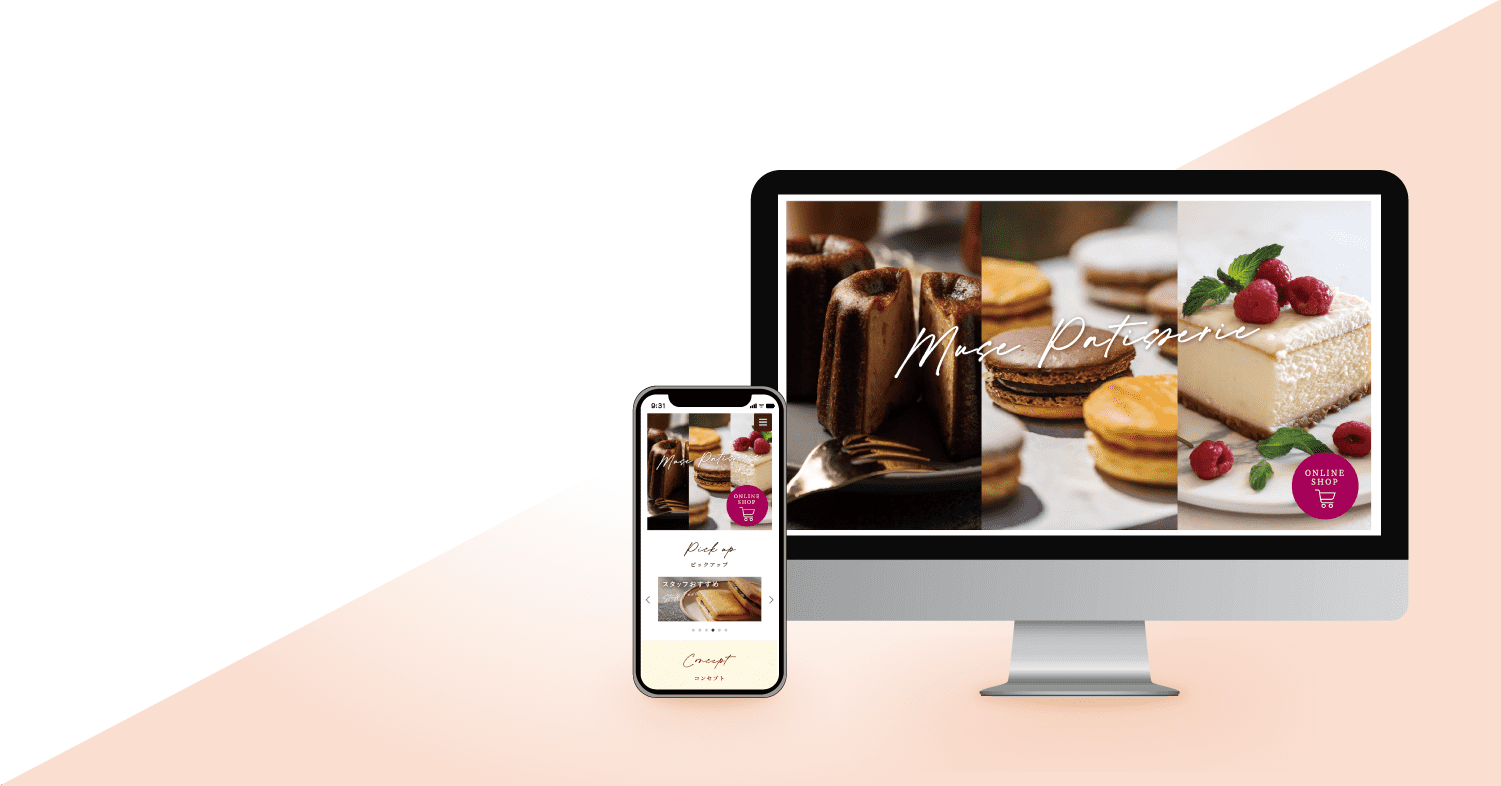 Muse Patisserie
ONLINE
SHOP
9:31
Muse Patisserie
ONLINE
SHOP
Pick up
ピックアップ
スタッフおすすめ
Concept
コンセプト